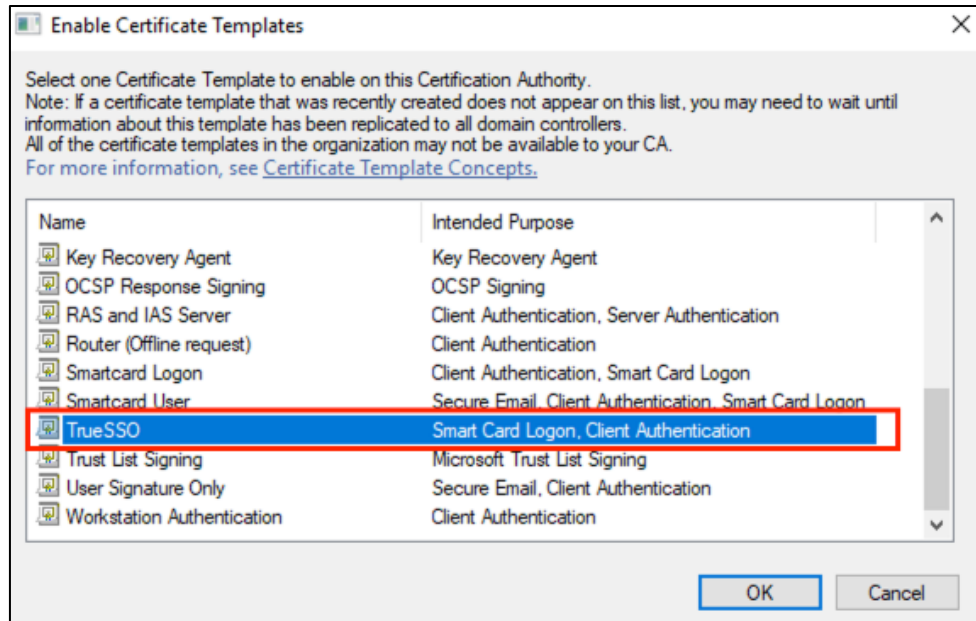 Enable Certificate Templates
Select one Certificate Template to enable on this Certification Authority.
Note: If a certificate template that was recently created does not appear on this list, you may need to wait until
information about this template has been replicated to all domain controllers.
All of the certificate templates in the organization may not be available to your CA.
For more information, see Certificate Template Concepts.
Name Intended Purpose
Key Recovery Agent Key Recovery Agent
OCSP Response Signing OCSP Signing
RAS and IAS Server Client Authentication, Server Authentication
Router (Offline request) Client Authentication
Smartcard Logon Client Authentication, Smart Card Logon
Smartcard User Secure Email, Client Authentication, Smart Card Logon
TrueSSO Smart Card Logon, Client Authentication
Trust List Signing Microsoft Trust List Signing
User Signature Only Secure Email, Client Authentication
Workstation Authentication Client Authentication
OK Cancel